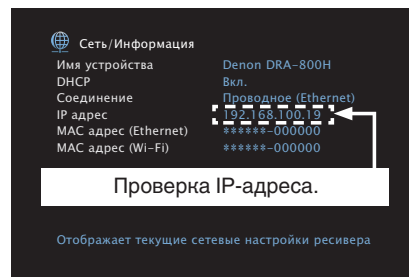 Сеть/Информация
Имя устройства Denon DRA-800H
DHCP Вкл.
Соединение Проводное (Ethernet)
IP адрес 192.168.100.19
MAC адрес (Ethernet) ******-000000
MAC адрес (Wi-Fi) ******-000000
Проверка IP-адреса.
Отображает текущие сетевые настройки ресивера